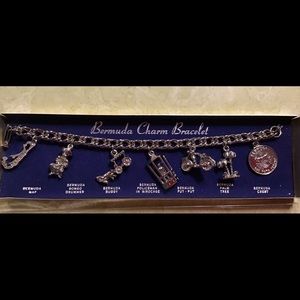 Bermuda Charm Bracelet
BERMUDA
MAP
BERMUDA
BONGO
DRUMMER
BERMUDA
BUGGY
BERMUDA
POLICEMAN
IN BIRDCAGE
BERMUDA
PUT - PUT
BERMUDA
PALM
TREE
BERMUDA
CREST